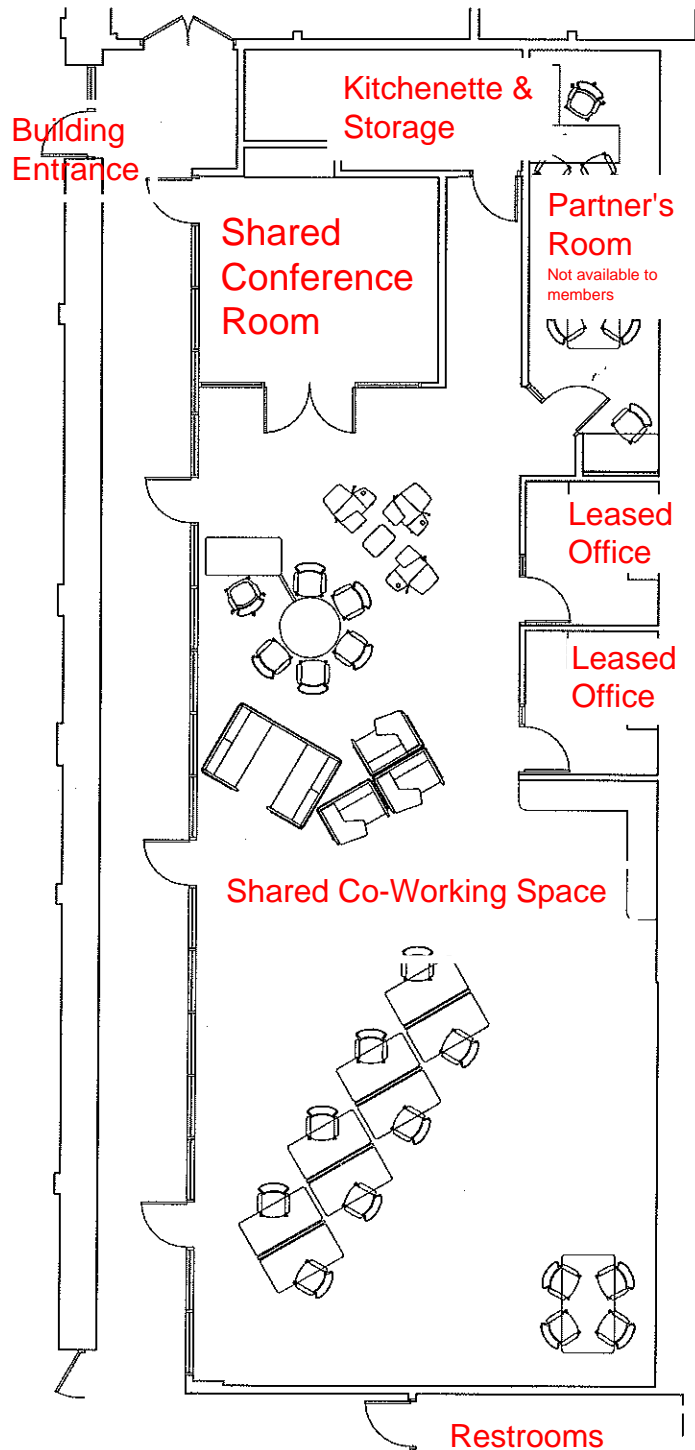 Kitchenette &
Storage
Building
Entrance
Partner's
Room
Not available to
members
Shared
Conference
Room
Leased
Office
Leased
Office
Shared Co-Working Space
Restrooms